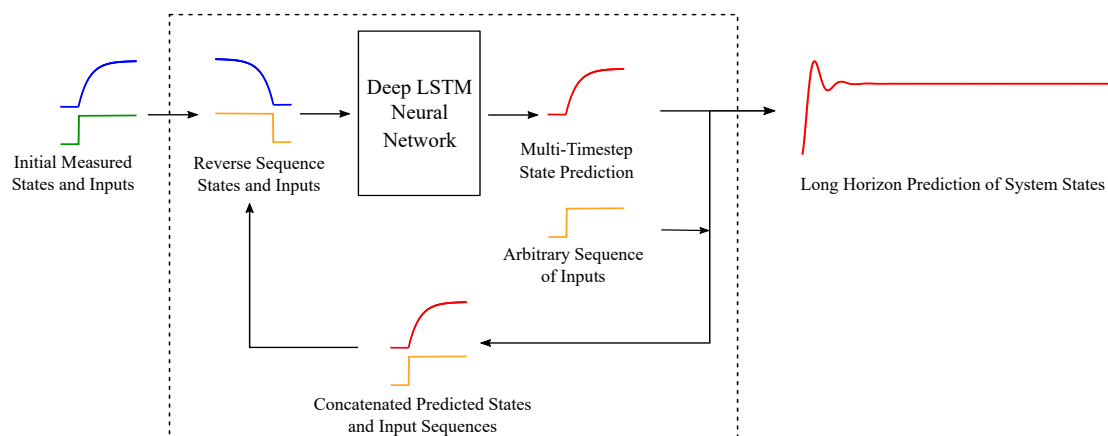 Initial Measured
States and Inputs
Reverse Sequence
States and Inputs
Deep LSTM
Neural
Network
Multi-Timestep
State Prediction
Arbitrary Sequence
of Inputs
Concatenated Predicted States
and Input Sequences
Long Horizon Prediction of System States